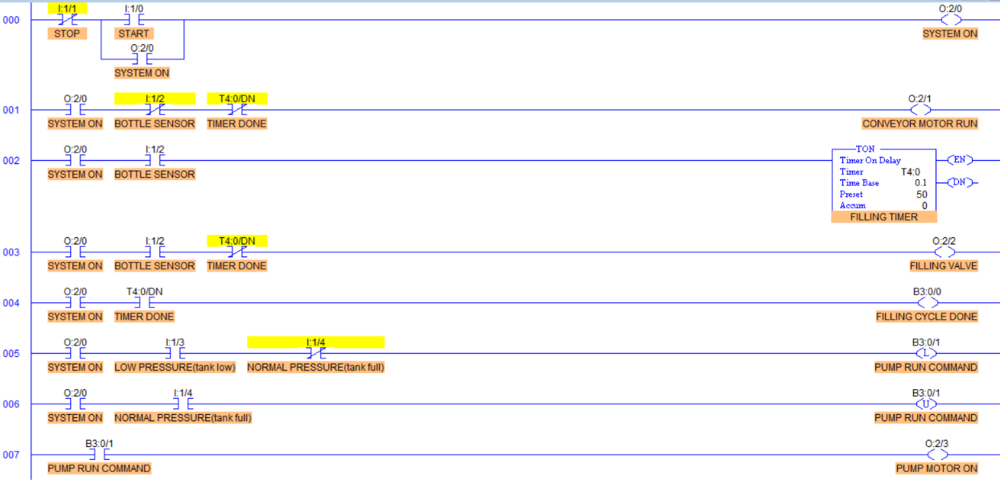 I:1/1 I:1/0 O:2/0
000
STOP START SYSTEM ON
O:2/0
SYSTEM ON
O:2/0 I:1/2 T4:0/DN O:2/1
001
SYSTEM ON BOTTLE SENSOR TIMER DONE CONVEYOR MOTOR RUN
O:2/0 I:1/2 TON
002 Timer On Delay EN
SYSTEM ON BOTTLE SENSOR Timer T4:0
Time Base 0.1 DN
Preset 50
Accum 0
FILLING TIMER
O:2/0 I:1/2 T4:0/DN O:2/2
003
SYSTEM ON BOTTLE SENSOR TIMER DONE FILLING VALVE
O:2/0 T4:0/DN B3:0/0
004
SYSTEM ON TIMER DONE FILLING CYCLE DONE
O:2/0 I:1/3 I:1/4 B3:0/1
005 L
SYSTEM ON LOW PRESSURE(tank low) NORMAL PRESSURE(tank full) PUMP RUN COMMAND
O:2/0 I:1/4 B3:0/1
006 U
SYSTEM ON NORMAL PRESSURE(tank full) PUMP RUN COMMAND
B3:0/1 O:2/3
007
PUMP RUN COMMAND PUMP MOTOR ON